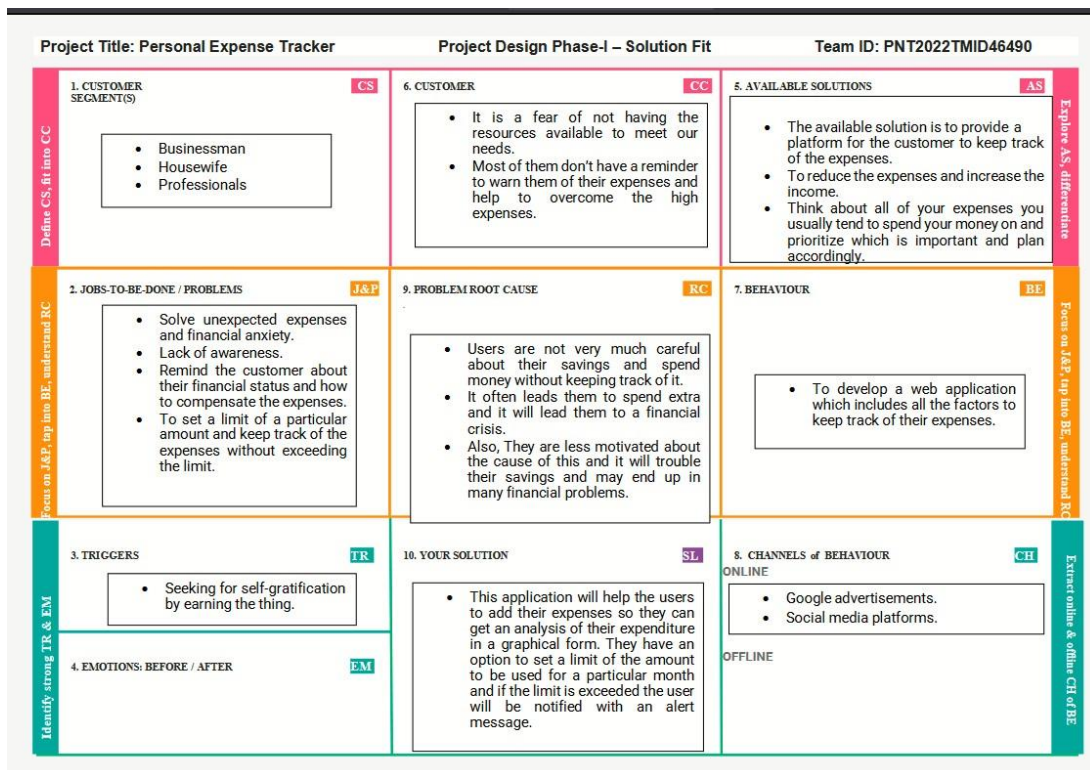 Project Title: Personal Expense Tracker
Project Design Phase-I – Solution Fit
Team ID: PNT2022TMID46490
Define CS, fit into CC
1. CUSTOMER
SEGMENT(S)
CS
• Businessman
• Housewife
• Professionals
6. CUSTOMER
CC
• It is a fear of not having the
resources available to meet our
needs.
• Most of them don't have a reminder
to warn them of their expenses and
help to overcome the high
expenses.
5. AVAILABLE SOLUTIONS
AS
• The available solution is to provide a
platform for the customer to keep track
of the expenses.
• To reduce the expenses and increase the
income.
• Think about all of your expenses you
usually tend to spend your money on and
prioritize which is important and plan
accordingly.
Explore AS, differentiate
Focus on J&P, tap into BE, understand RC
2. JOBS-TO-BE-DONE / PROBLEMS
J&P
• Solve unexpected expenses
and financial anxiety.
• Lack of awareness.
• Remind the customer about
their financial status and how
to compensate the expenses.
• To set a limit of a particular
amount and keep track of the
expenses without exceeding
the limit.
9. PROBLEM ROOT CAUSE
RC
• Users are not very much careful
about their savings and spend
money without keeping track of it.
• It often leads them to spend extra
and it will lead them to a financial
crisis.
• Also, They are less motivated about
the cause of this and it will trouble
their savings and may end up in
many financial problems.
7. BEHAVIOUR
BE
• To develop a web application
which includes all the factors to
keep track of their expenses.
Focus on J&P, tap into BE, understand RC
Identify strong TR & EM
3. TRIGGERS
TR
• Seeking for self-gratification
by earning the thing.
4. EMOTIONS: BEFORE / AFTER
EM
10. YOUR SOLUTION
SL
• This application will help the users
to add their expenses so they can
get an analysis of their expenditure
in a graphical form. They have an
option to set a limit of the amount
to be used for a particular month
and if the limit is exceeded the user
will be notified with an alert
message.
8. CHANNELS of BEHAVIOUR
CH
ONLINE
• Google advertisements.
• Social media platforms.
OFFLINE
Extract online & offline CH of BE